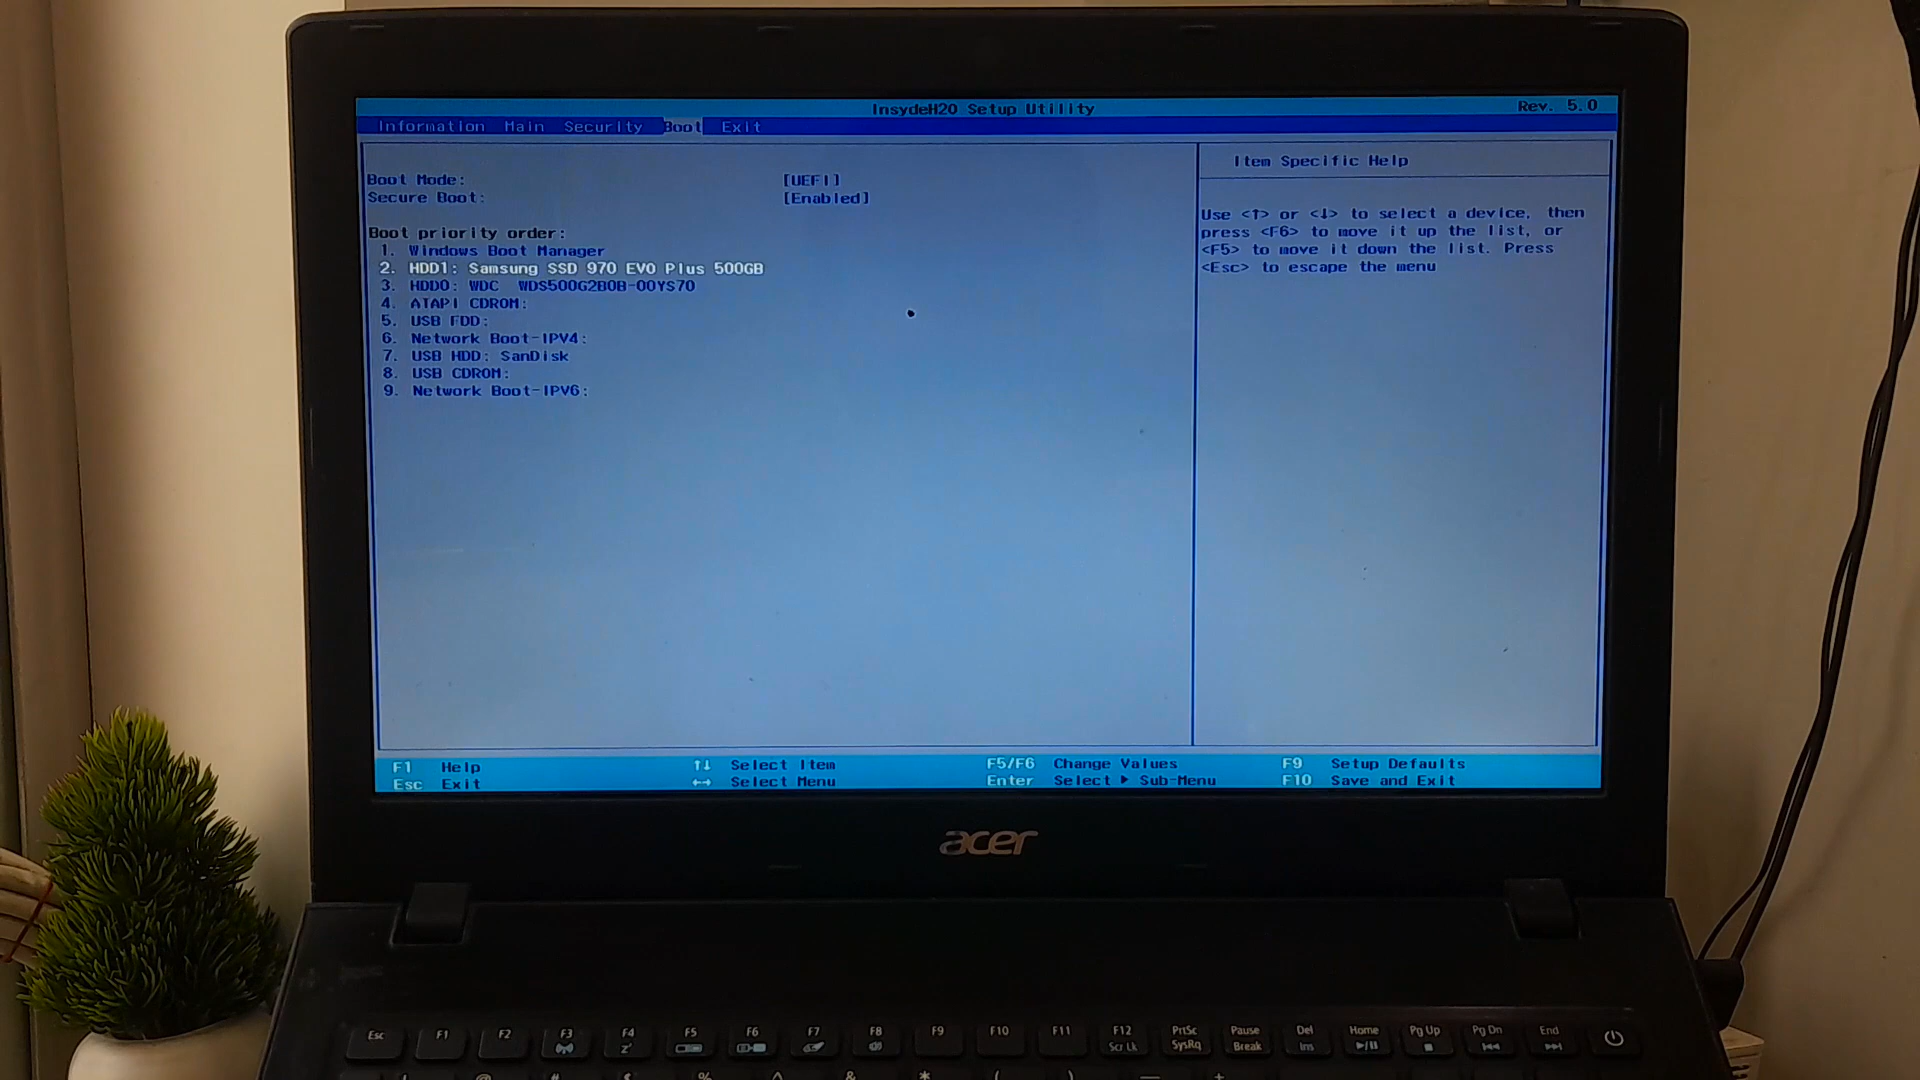 InsydeH2O Setup Utility
Rev. 5.0
Information Main Security Boot Exit
Boot Mode: [UEFI]
Secure Boot: [Enabled]
Boot priority order:
1. Windows Boot Manager
2. HDD1: Samsung SSD 970 EVO Plus 500GB
3. HDD0: WDC WDS500G2B0B-00YS70
4. ATAPI CDROM:
5. USB FDD:
6. Network Boot-IPV4:
7. USB HDD: SanDisk
8. USB CDROM:
9. Network Boot-IPV6:
Item Specific Help
Use <↑> or <↓> to select a device, then
press <F6> to move it up the list, or
<F5> to move it down the list. Press
<Esc> to escape the menu
F1 Help ↑↓ Select Item F5/F6 Change Values F9 Setup Defaults
Esc Exit ←→ Select Menu Enter Select ▶ Sub-Menu F10 Save and Exit
acer
Esc F1 F2 F3 F4 F5 F6 F7 F8 F9 F10 F11 F12 PrtSc Pause Del Home Pg Up Pg Dn End
z Scr Lk SysRq Break Ins
@ # $ % ^ & * ( ) — +